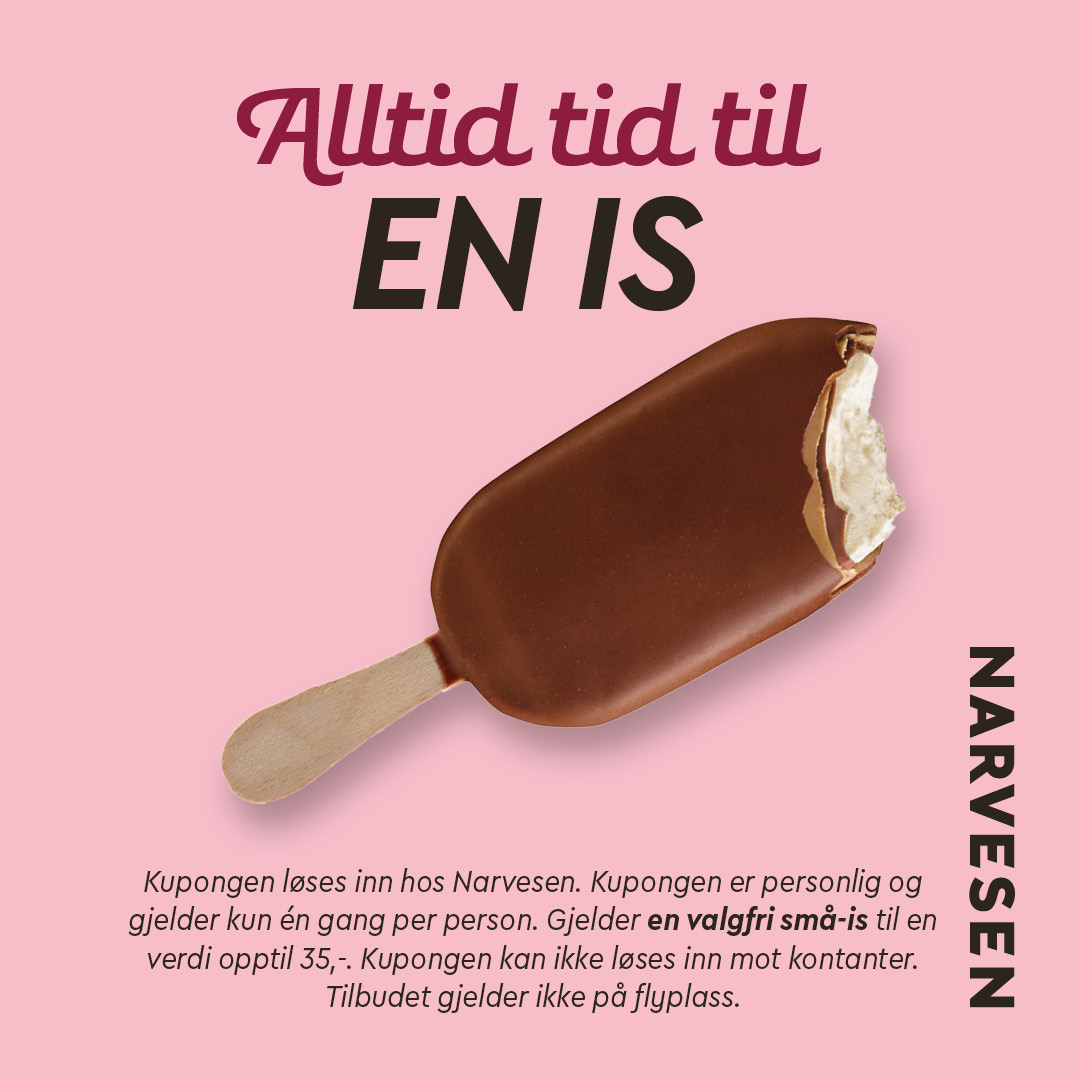 Alltid tid til
EN IS
NARVESEN
Kupongen løses inn hos Narvesen. Kupongen er personlig og
gjelder kun én gang per person. Gjelder en valgfri små-is til en
verdi opptil 35,-. Kupongen kan ikke løses inn mot kontanter.
Tilbudet gjelder ikke på flyplass.